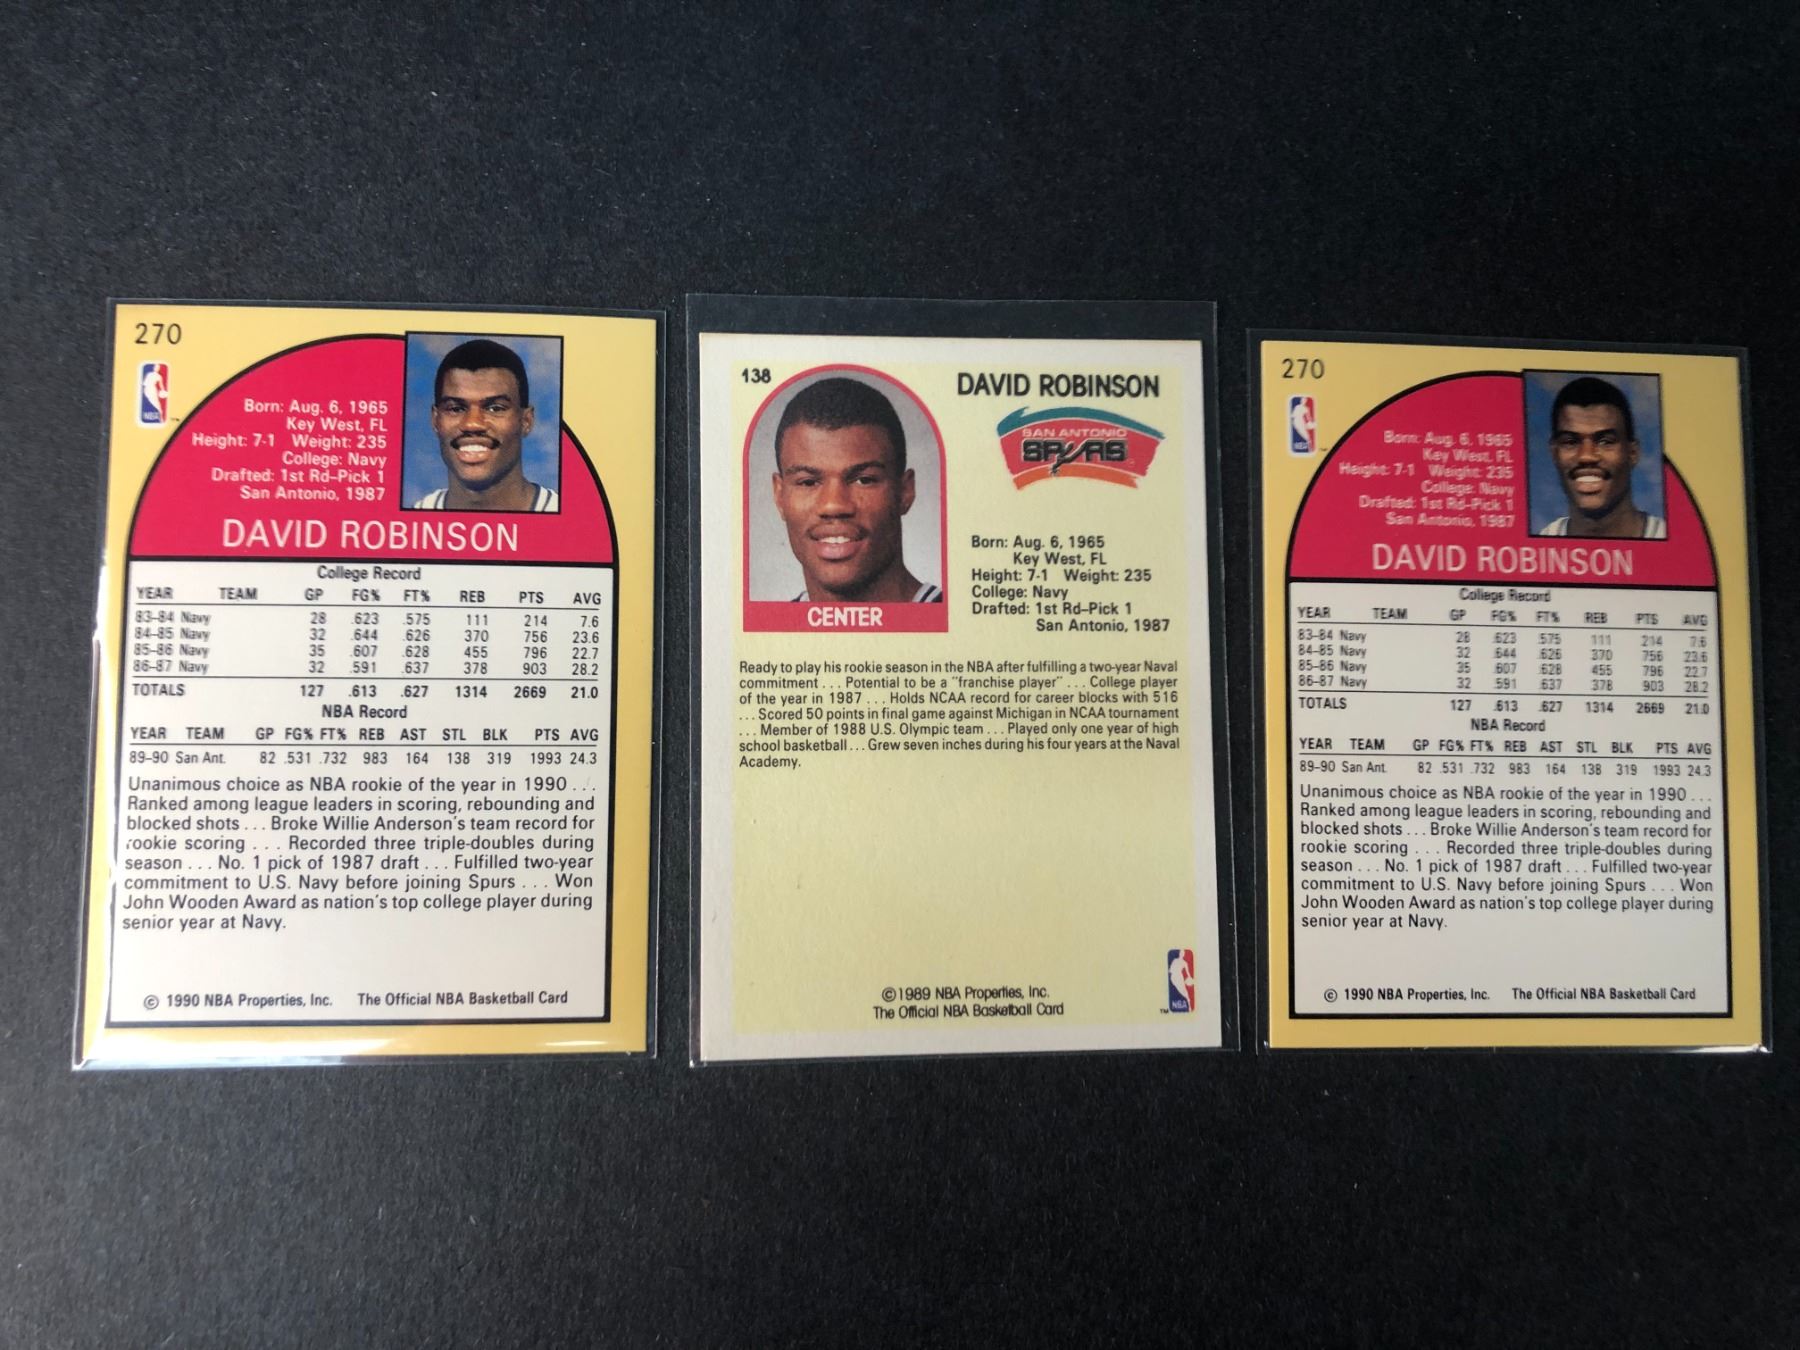 270
NBA
Born: Aug. 6, 1965
Key West, FL
Height: 7-1 Weight: 235
College: Navy
Drafted: 1st Rd–Pick 1
San Antonio, 1987
DAVID ROBINSON
College Record
YEAR TEAM GP FG% FT% REB PTS AVG
83–84 Navy 28 .623 .575 111 214 7.6
84–85 Navy 32 .644 .626 370 756 23.6
85–86 Navy 35 .607 .628 455 796 22.7
86–87 Navy 32 .591 .637 378 903 28.2
TOTALS 127 .613 .627 1314 2669 21.0
NBA Record
YEAR TEAM GP FG% FT% REB AST STL BLK PTS AVG
89–90 San Ant. 82 .531 .732 983 164 138 319 1993 24.3
Unanimous choice as NBA rookie of the year in 1990 . . .
Ranked among league leaders in scoring, rebounding and
blocked shots . . . Broke Willie Anderson's team record for
rookie scoring . . . Recorded three triple-doubles during
season . . . No. 1 pick of 1987 draft . . . Fulfilled two-year
commitment to U.S. Navy before joining Spurs . . . Won
John Wooden Award as nation's top college player during
senior year at Navy.
© 1990 NBA Properties, Inc. The Official NBA Basketball Card
138
DAVID ROBINSON
SAN ANTONIO
SPURS
CENTER
Born: Aug. 6, 1965
Key West, FL
Height: 7-1 Weight: 235
College: Navy
Drafted: 1st Rd–Pick 1
San Antonio, 1987
Ready to play his rookie season in the NBA after fulfilling a two-year Naval
commitment . . . Potential to be a "franchise player" . . . College player
of the year in 1987 . . . Holds NCAA record for career blocks with 516
. . . Scored 50 points in final game against Michigan in NCAA tournament
. . . Member of 1988 U.S. Olympic team . . . Played only one year of high
school basketball . . . Grew seven inches during his four years at the Naval
Academy.
©1989 NBA Properties, Inc.
The Official NBA Basketball Card
NBA
TM
270
NBA
Born: Aug. 6, 1965
Key West, FL
Height: 7-1 Weight: 235
College: Navy
Drafted: 1st Rd–Pick 1
San Antonio, 1987
DAVID ROBINSON
College Record
YEAR TEAM GP FG% FT% REB PTS AVG
83–84 Navy 28 .623 .575 111 214 7.6
84–85 Navy 32 .644 .626 370 756 23.6
85–86 Navy 35 .607 .628 455 796 22.7
86–87 Navy 32 .591 .637 378 903 28.2
TOTALS 127 .613 .627 1314 2669 21.0
NBA Record
YEAR TEAM GP FG% FT% REB AST STL BLK PTS AVG
89–90 San Ant. 82 .531 .732 983 164 138 319 1993 24.3
Unanimous choice as NBA rookie of the year in 1990 . . .
Ranked among league leaders in scoring, rebounding and
blocked shots . . . Broke Willie Anderson's team record for
rookie scoring . . . Recorded three triple-doubles during
season . . . No. 1 pick of 1987 draft . . . Fulfilled two-year
commitment to U.S. Navy before joining Spurs . . . Won
John Wooden Award as nation's top college player during
senior year at Navy.
© 1990 NBA Properties, Inc. The Official NBA Basketball Card